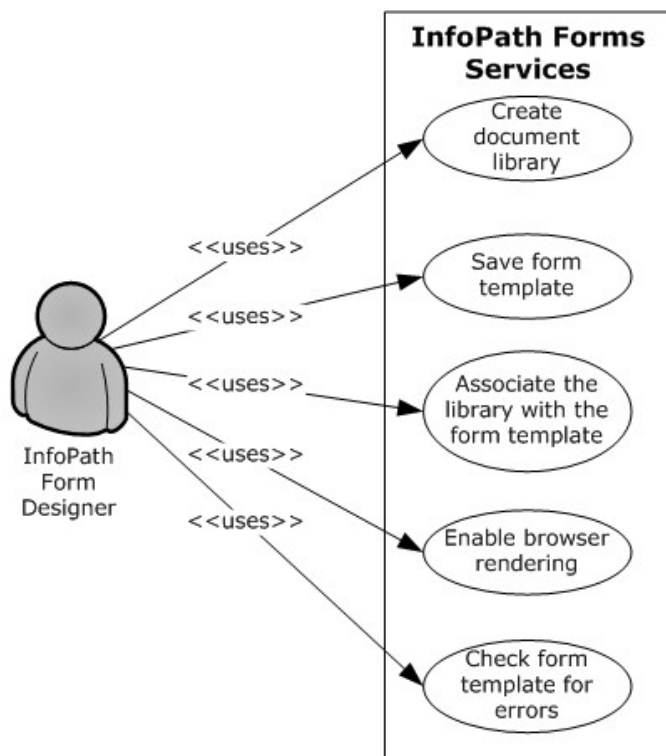 InfoPath Forms
Services
Create
document
library
<<uses>>
Save form
template
<<uses>>
Associate the
library with the
form template
<<uses>>
InfoPath
Form
Designer
<<uses>>
Enable browser
rendering
<<uses>>
Check form
template for
errors